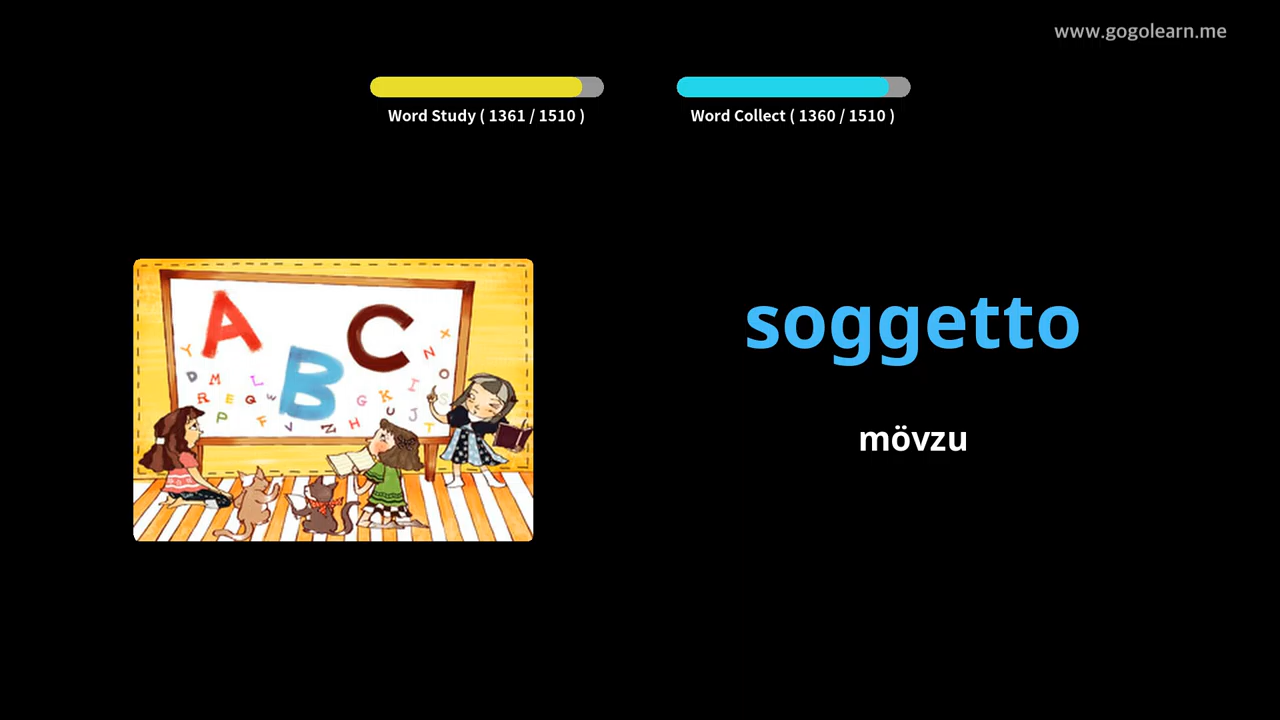 www.gogolearn.me
Word Study ( 1361 / 1510 )
Word Collect ( 1360 / 1510 )
soggetto
mövzu
A
B
C
X
Y
N
D
M
L
I
O
R
E
Q
W
G
K
S
P
F
V
Z
H
U
J
T